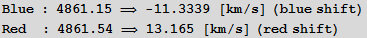 Blue : 4861.15 ⟹ -11.3339 [km/s] (blue shift)
Red : 4861.54 ⟹ 13.165 [km/s] (red shift)